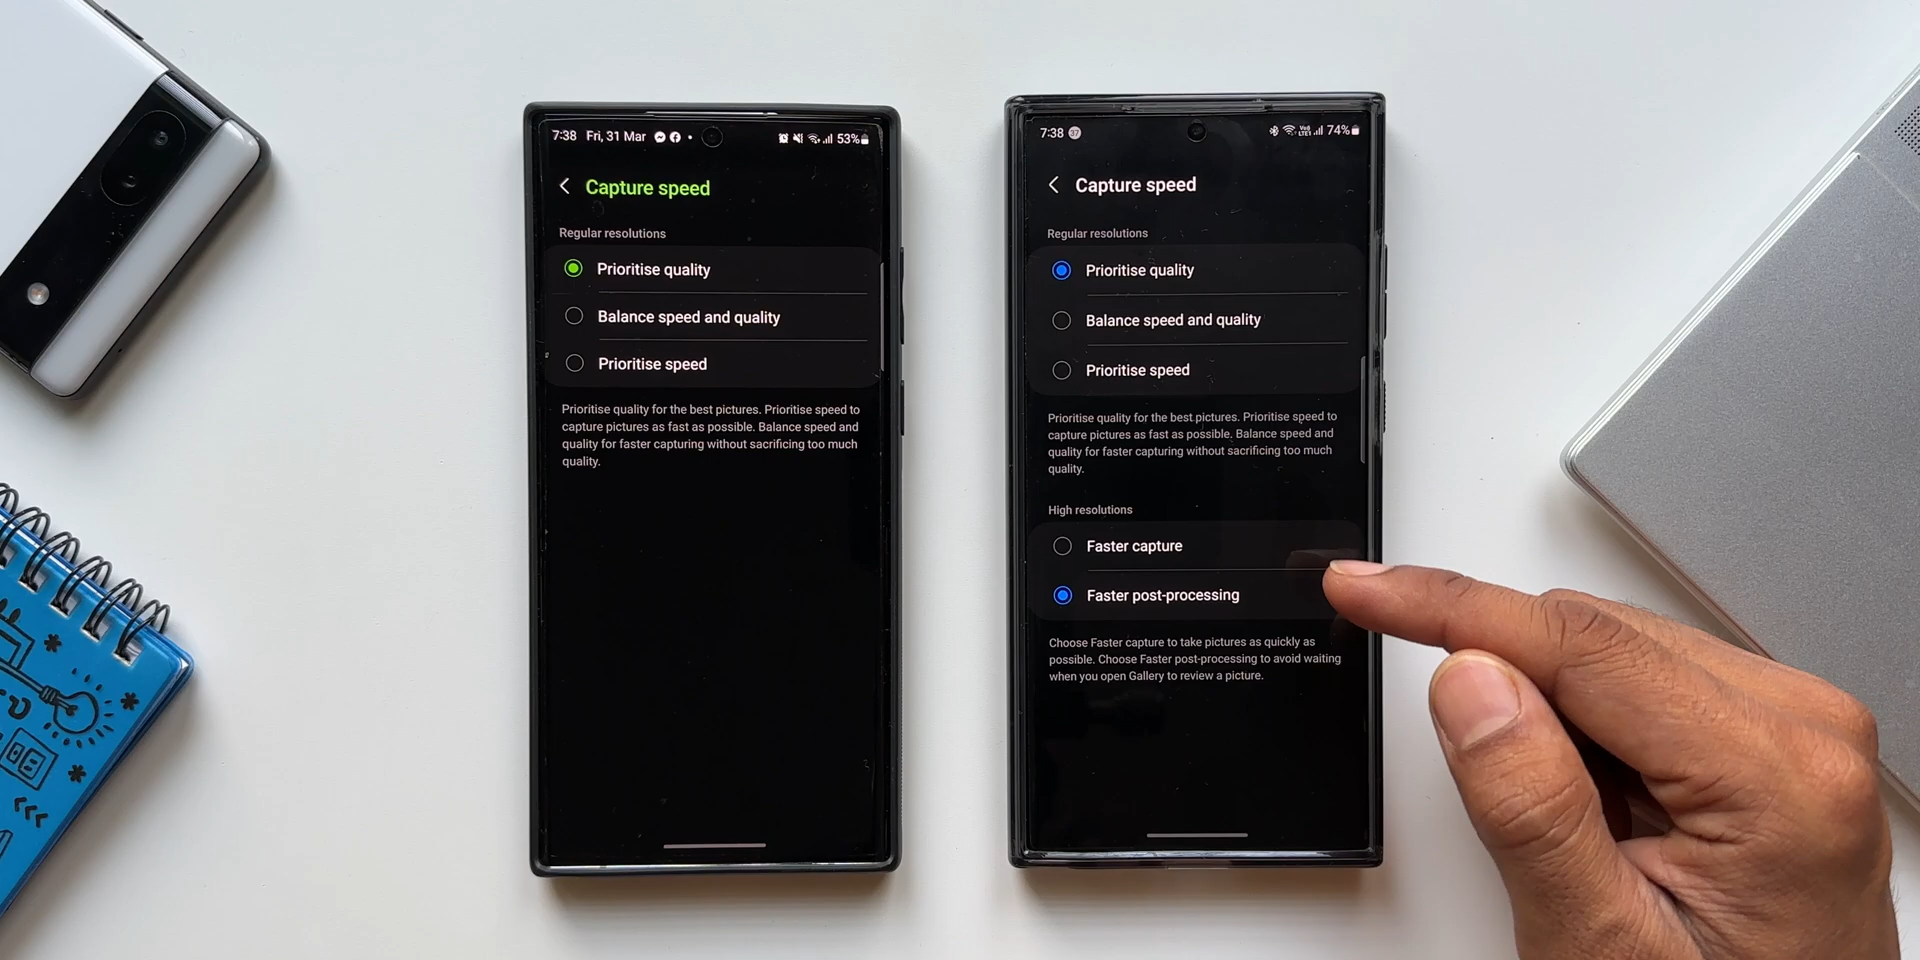 7:38 Fri, 31 Mar
53%
Capture speed
Regular resolutions
Prioritise quality
Balance speed and quality
Prioritise speed
Prioritise quality for the best pictures. Prioritise speed to
capture pictures as fast as possible. Balance speed and
quality for faster capturing without sacrificing too much
quality.
7:38 37
74%
Capture speed
Regular resolutions
Prioritise quality
Balance speed and quality
Prioritise speed
Prioritise quality for the best pictures. Prioritise speed to
capture pictures as fast as possible. Balance speed and
quality for faster capturing without sacrificing too much
quality.
High resolutions
Faster capture
Faster post-processing
Choose Faster capture to take pictures as quickly as
possible. Choose Faster post-processing to avoid waiting
when you open Gallery to review a picture.